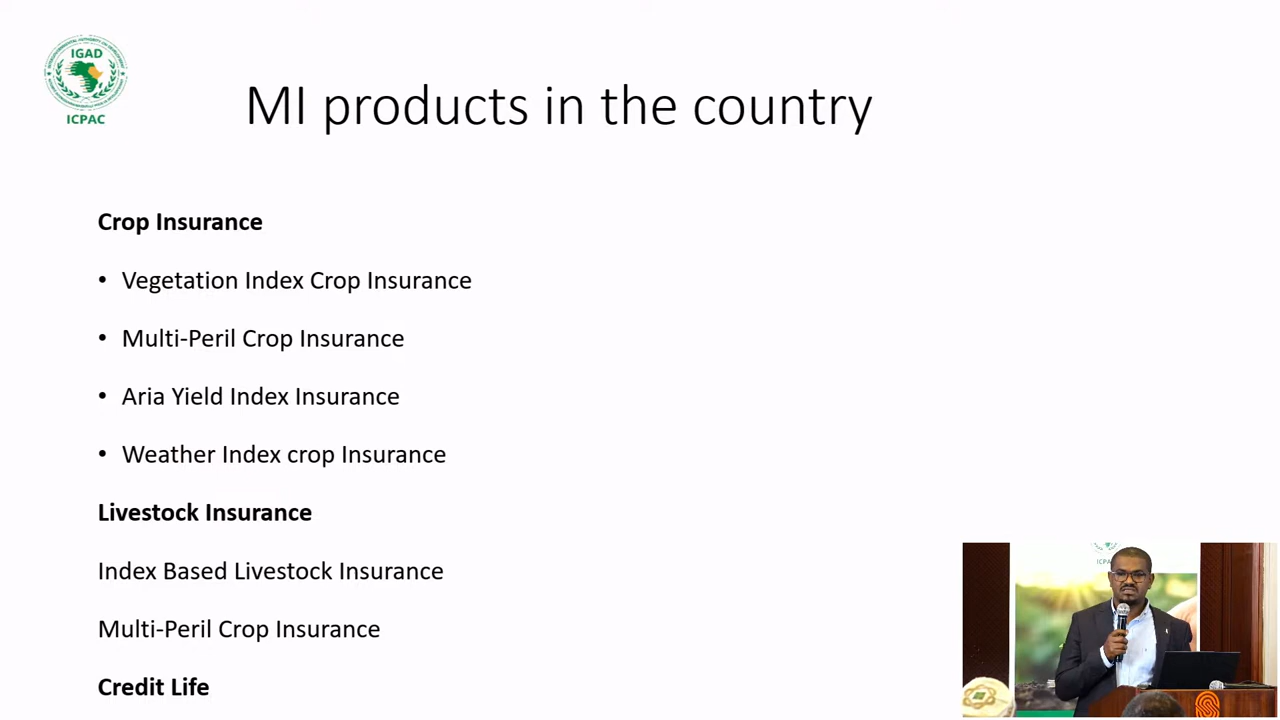 IGAD
ICPAC
MI products in the country
Crop Insurance
• Vegetation Index Crop Insurance
• Multi-Peril Crop Insurance
• Aria Yield Index Insurance
• Weather Index crop Insurance
Livestock Insurance
Index Based Livestock Insurance
Multi-Peril Crop Insurance
Credit Life
ICPAC